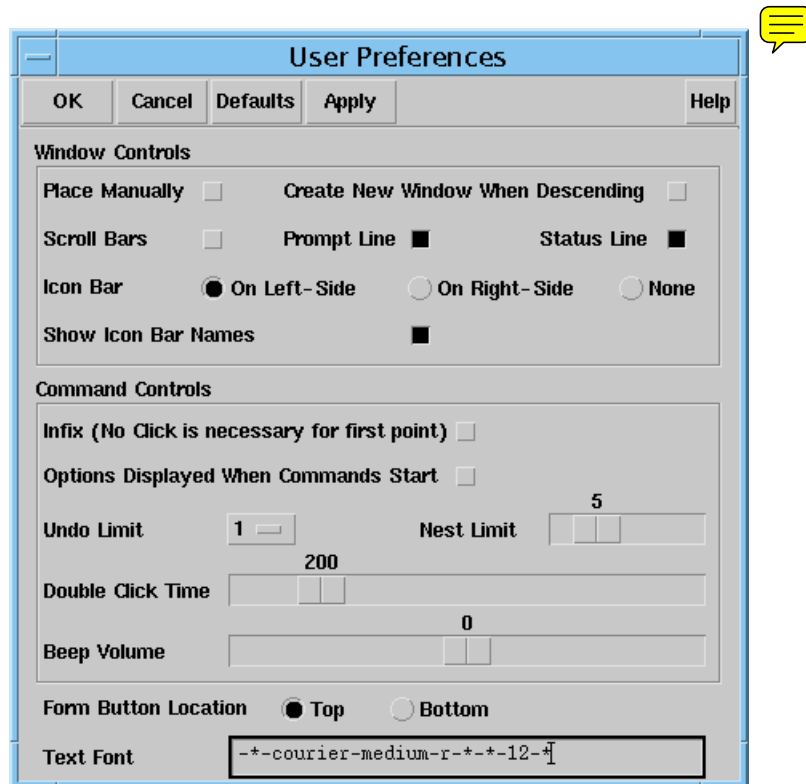 User Preferences
OK Cancel Defaults Apply Help
Window Controls
Place Manually Create New Window When Descending
Scroll Bars Prompt Line Status Line
Icon Bar On Left-Side On Right-Side None
Show Icon Bar Names
Command Controls
Infix (No Click is necessary for first point)
Options Displayed When Commands Start
5
Undo Limit 1 Nest Limit
200
Double Click Time
0
Beep Volume
Form Button Location Top Bottom
Text Font -*-courier-medium-r-*-*-12-*